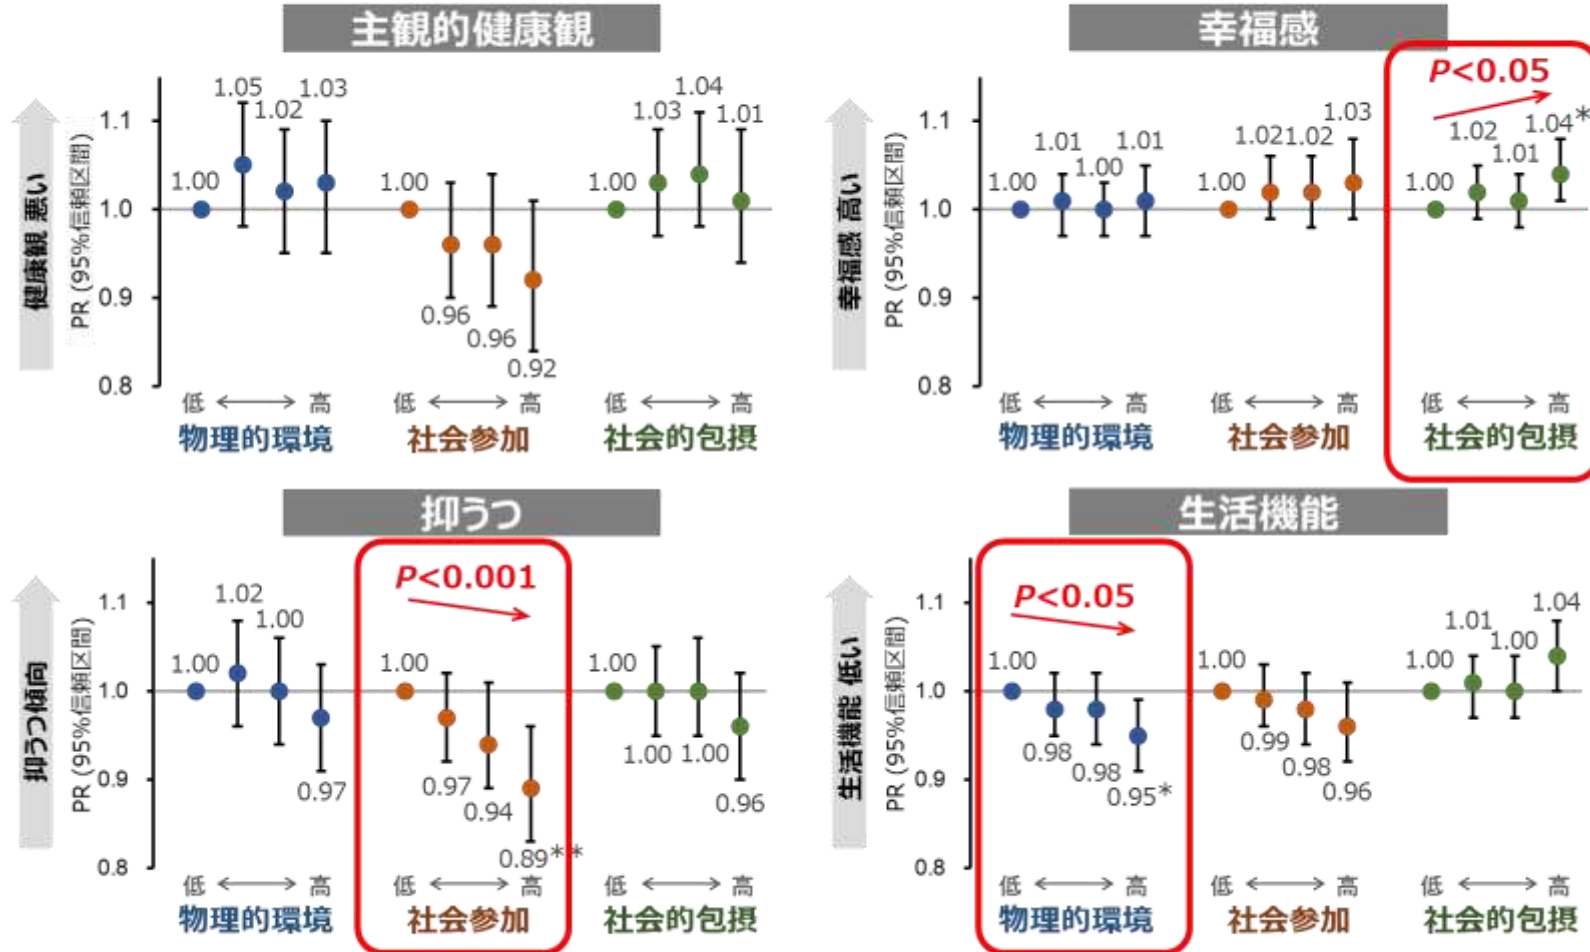 主観的健康観
健康観 悪い
PR (95%信頼区間)
1.1
1.0
0.9
0.8
1.00
1.05
1.02
1.03
1.00
0.96
0.96
0.92
1.00
1.03
1.04
1.01
低 ⟷ 高
低 ⟷ 高
低 ⟷ 高
物理的環境
社会参加
社会的包摂
幸福感
幸福感 高い
PR (95%信頼区間)
1.1
1.0
0.9
0.8
1.00
1.01
1.00
1.01
1.00
1.02
1.02
1.03
P<0.05
1.00
1.02
1.01
1.04*
低 ⟷ 高
低 ⟷ 高
低 ⟷ 高
物理的環境
社会参加
社会的包摂
抑うつ
抑うつ傾向
PR (95%信頼区間)
1.1
1.0
0.9
0.8
1.00
1.02
1.00
0.97
P<0.001
1.00
0.97
0.94
0.89**
1.00
1.00
1.00
0.96
低 ⟷ 高
低 ⟷ 高
低 ⟷ 高
物理的環境
社会参加
社会的包摂
生活機能
生活機能 低い
PR (95%信頼区間)
1.1
1.0
0.9
0.8
P<0.05
1.00
0.98
0.98
0.95*
1.00
0.99
0.98
0.96
1.00
1.01
1.00
1.04
低 ⟷ 高
低 ⟷ 高
低 ⟷ 高
物理的環境
社会参加
社会的包摂